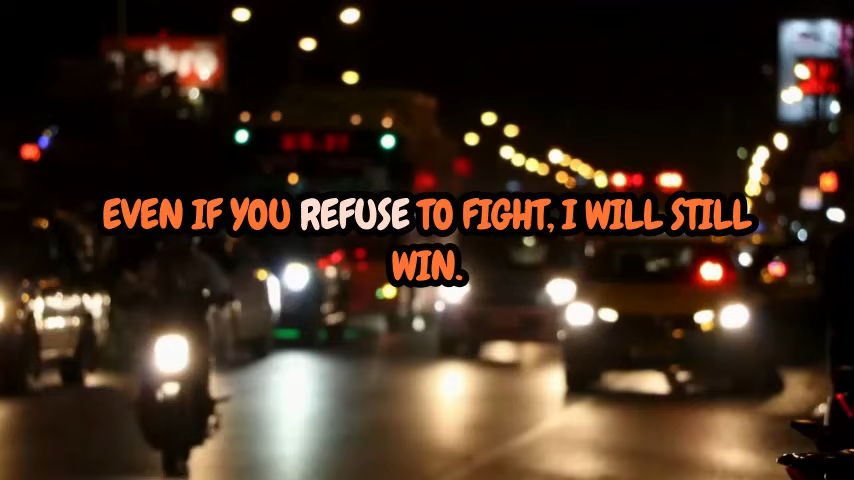 EVEN IF YOU REFUSE TO FIGHT, I WILL STILL
WIN.